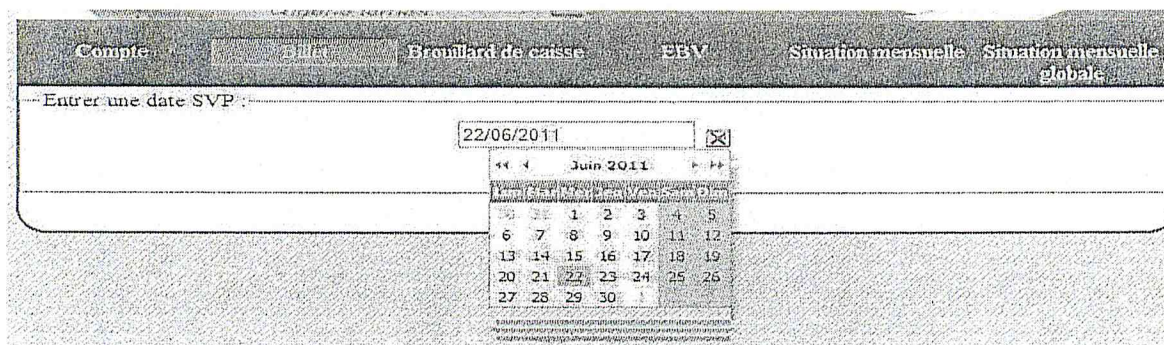 Compte Billet Brouillard de caisse EBV Situation mensuelle Situation mensuelle globale
Entrer une date SVP :
22/06/2011
Juin 2011
1 2 3 4 5
6 7 8 9 10 11 12
13 14 15 16 17 18 19
20 21 22 23 24 25 26
27 28 29 30